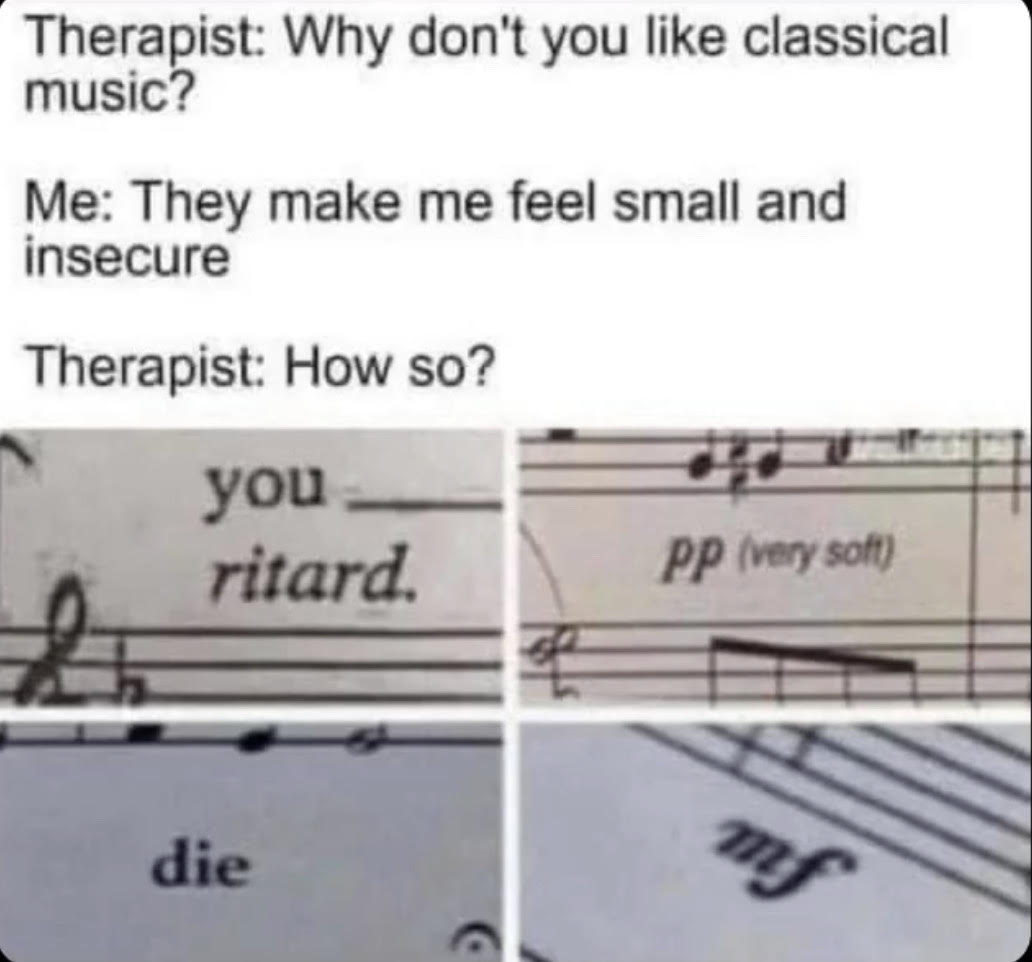 Therapist: Why don't you like classical
music?
Me: They make me feel small and
insecure
Therapist: How so?
you
ritard.
pp (very soft)
die
mf